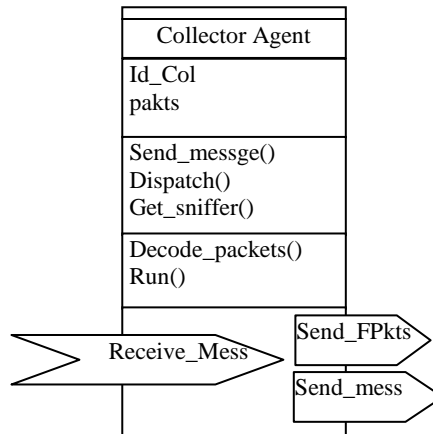 Collector Agent
Id_Col
pakts
Send_messge()
Dispatch()
Get_sniffer()
Decode_packets()
Run()
Send_FPkts
Receive_Mess
Send_mess